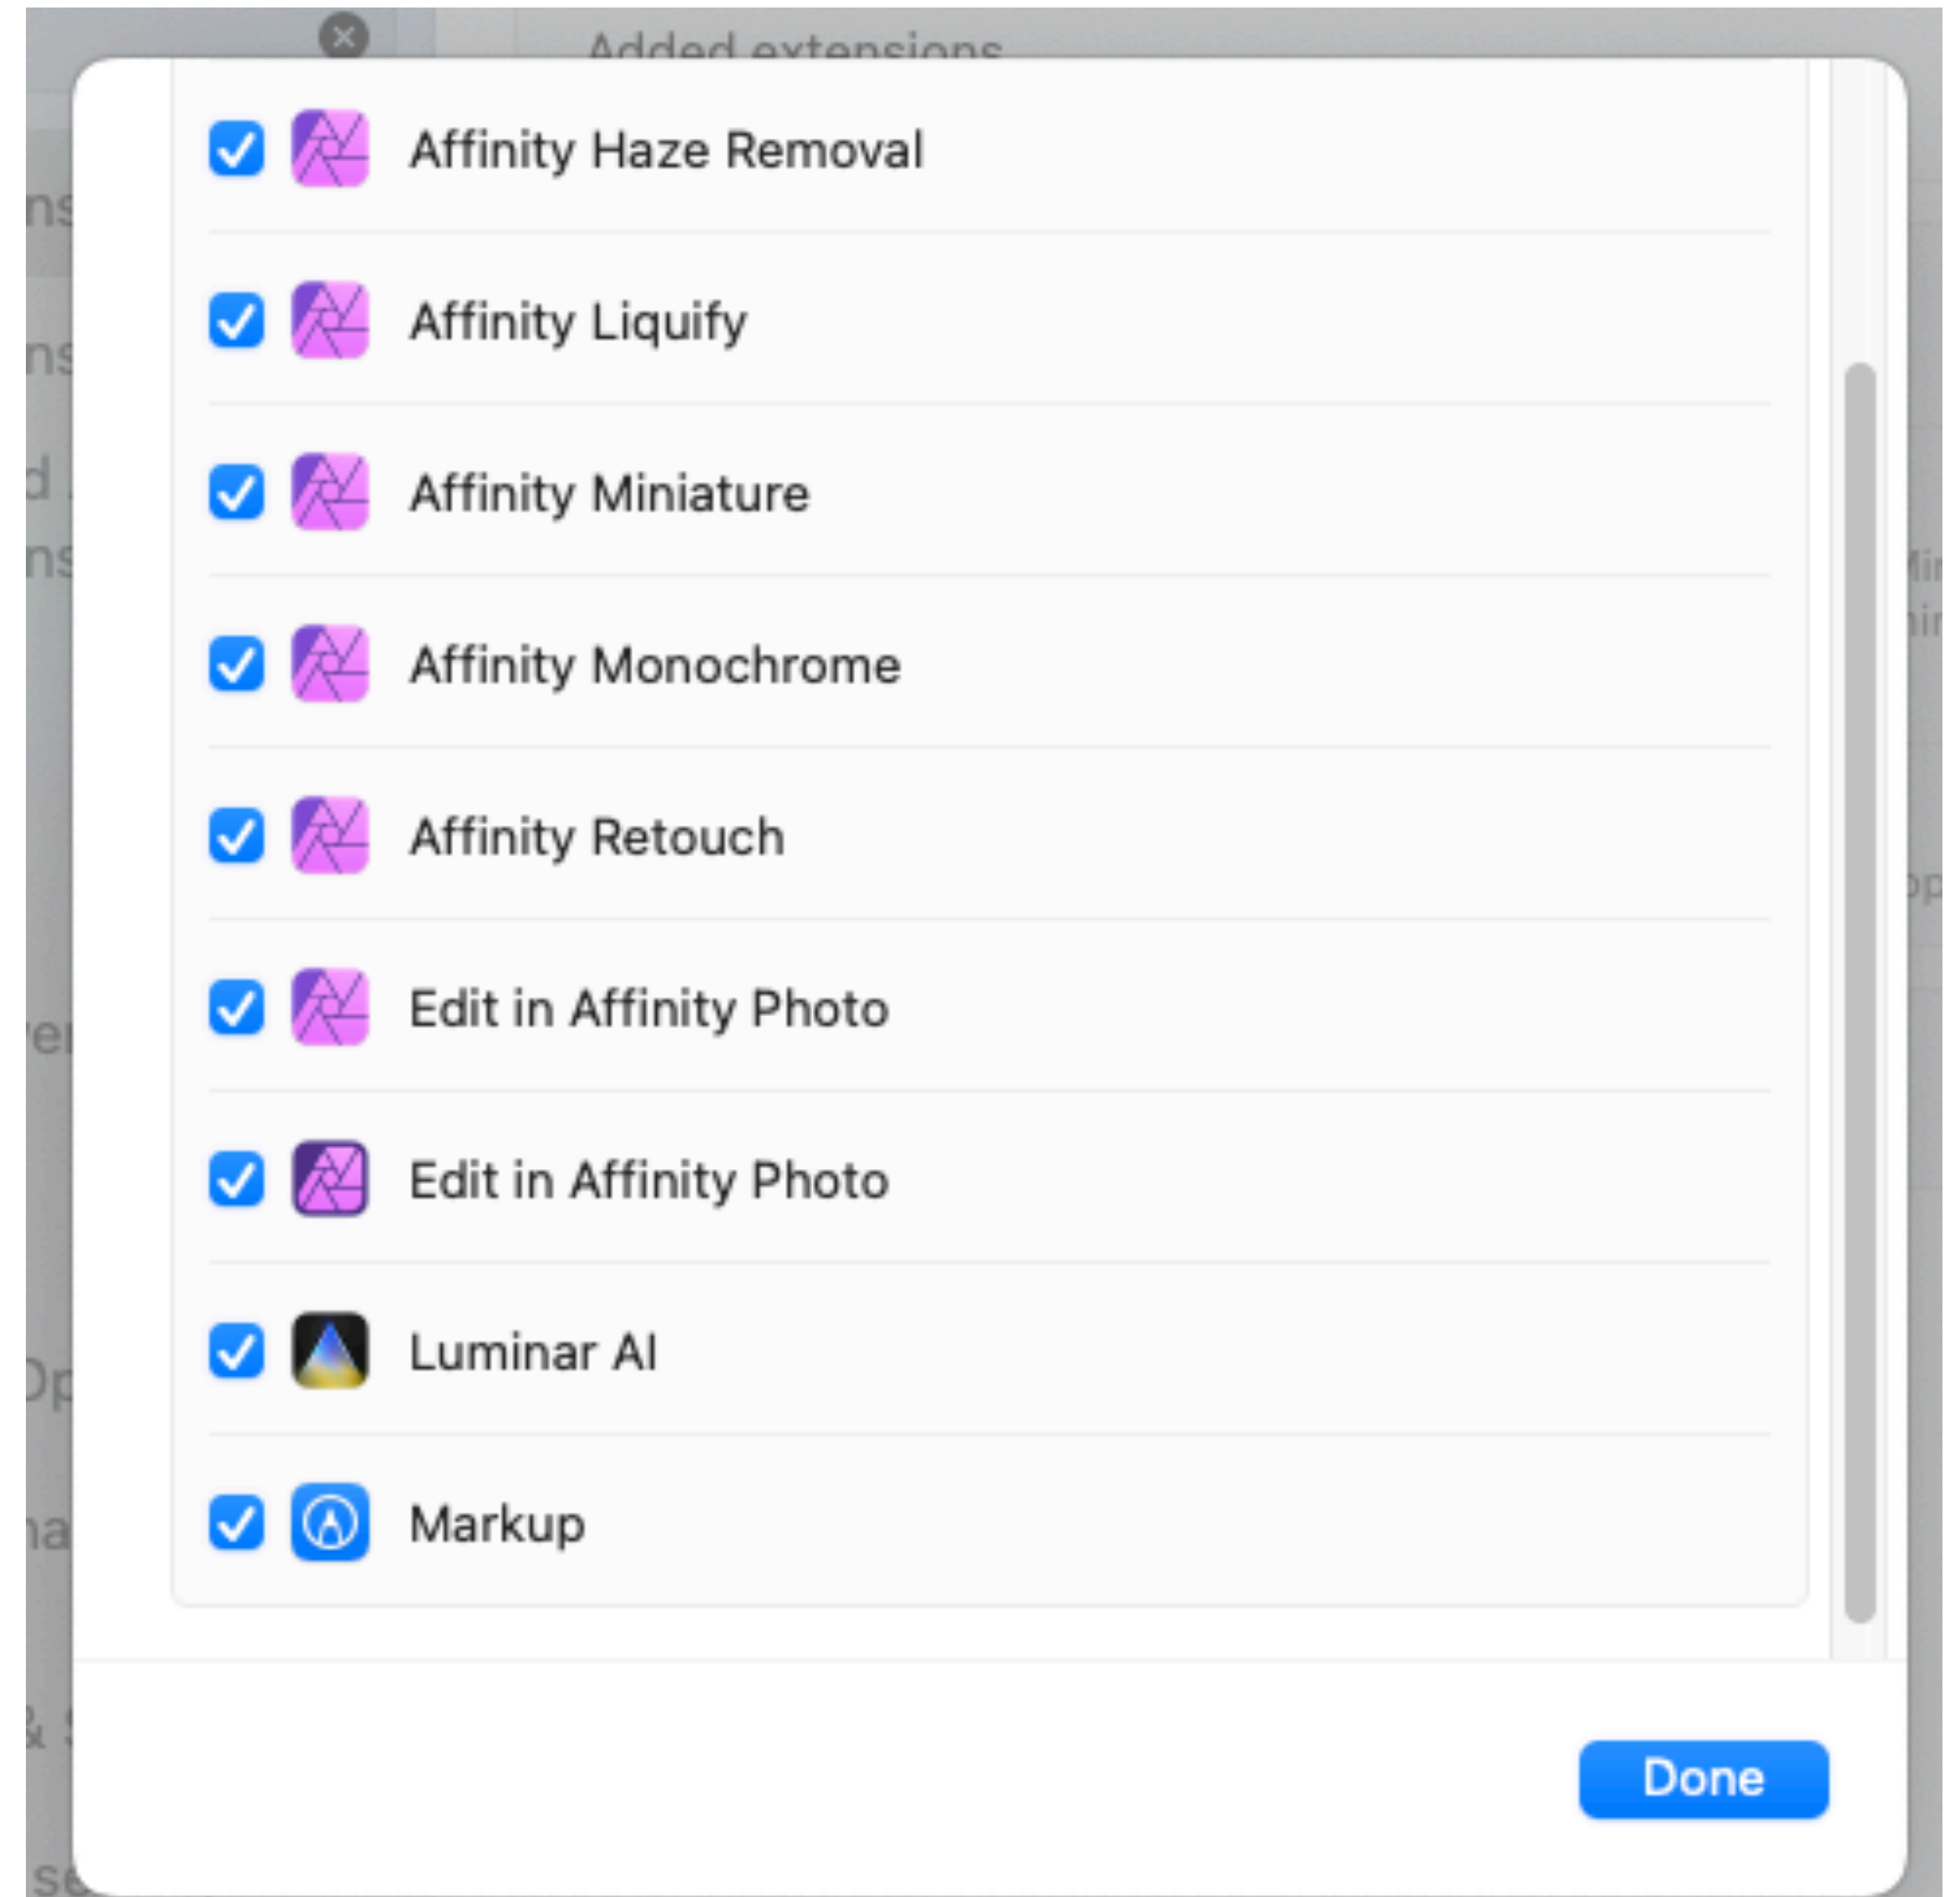 Added extensions
Affinity Haze Removal
Affinity Liquify
Affinity Miniature
Affinity Monochrome
Affinity Retouch
Edit in Affinity Photo
Edit in Affinity Photo
Luminar AI
Markup
Done